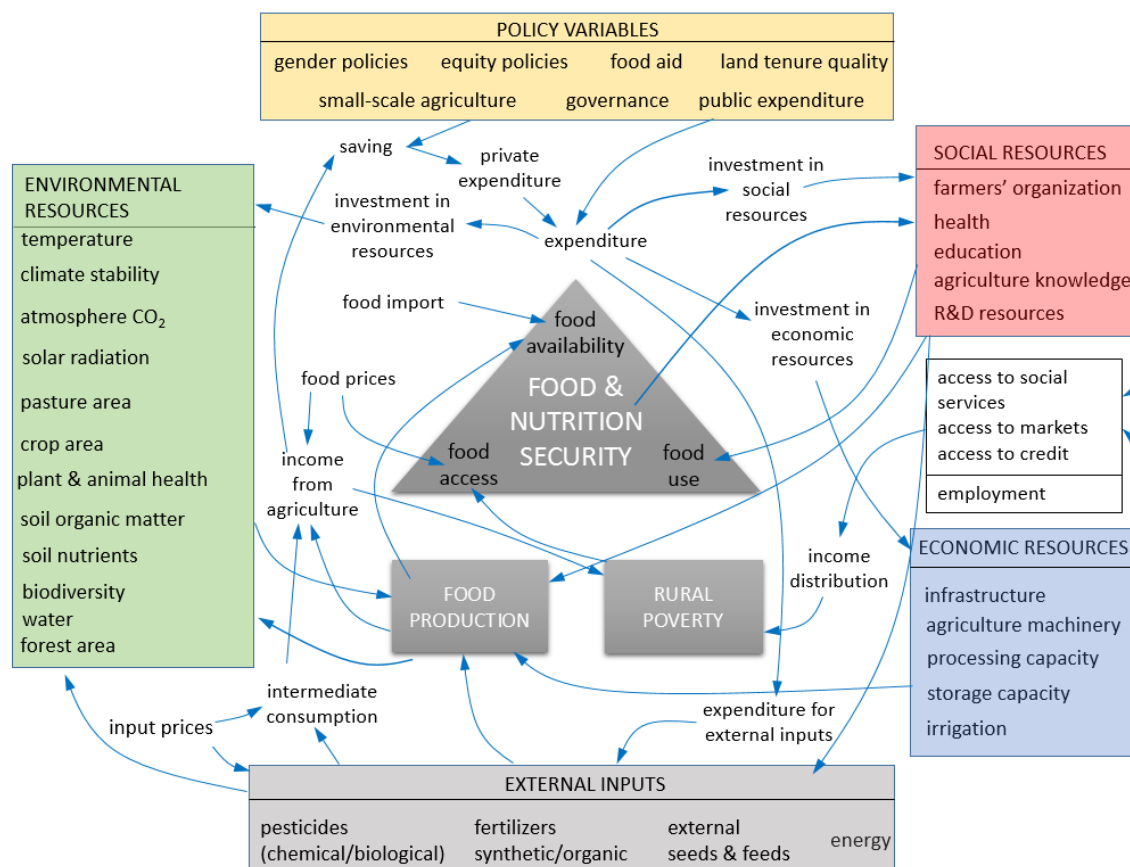 POLICY VARIABLES
gender policies equity policies food aid land tenure quality
small-scale agriculture governance public expenditure
saving
private
expenditure
investment in
social
resources
SOCIAL RESOURCES
farmers' organization
health
education
agriculture knowledge
R&D resources
ENVIRONMENTAL
RESOURCES
temperature
climate stability
atmosphere CO2
solar radiation
pasture area
crop area
plant & animal health
soil organic matter
soil nutrients
biodiversity
water
forest area
investment in
environmental
resources
expenditure
food import
food
availability
investment in
economic
resources
food prices
FOOD &
NUTRITION
SECURITY
food
access
food
use
income
from
agriculture
access to social
services
access to markets
access to credit
employment
FOOD
PRODUCTION
RURAL
POVERTY
income
distribution
ECONOMIC RESOURCES
infrastructure
agriculture machinery
processing capacity
storage capacity
irrigation
input prices
intermediate
consumption
expenditure for
external inputs
EXTERNAL INPUTS
pesticides
(chemical/biological)
fertilizers
synthetic/organic
external
seeds & feeds
energy